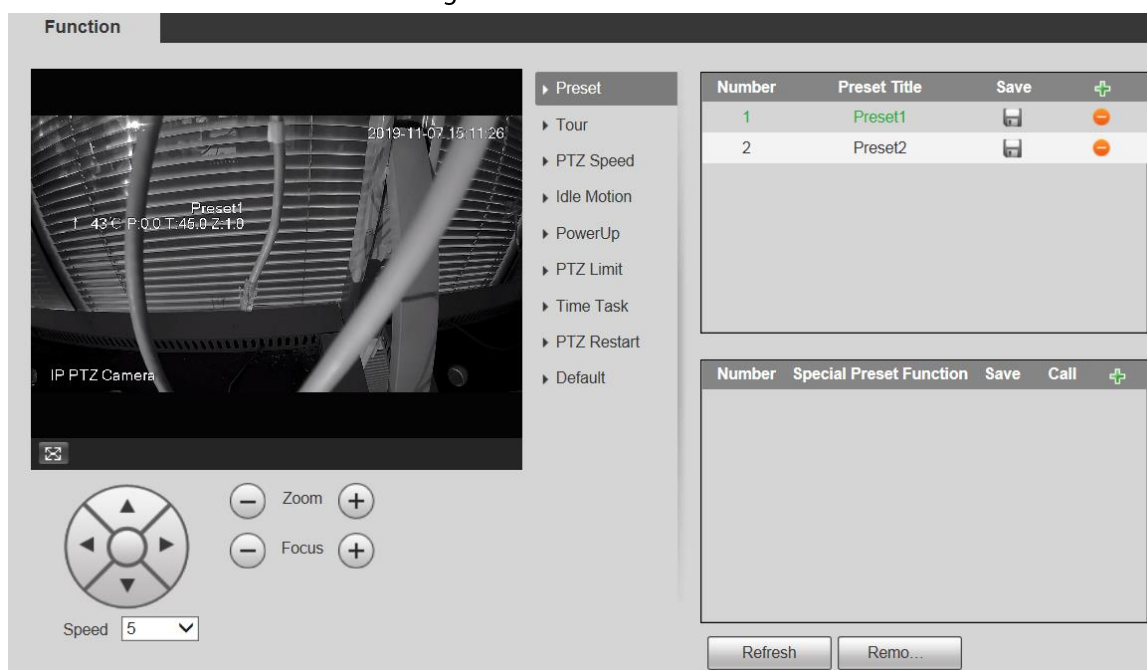 Function
2019-11-07 15:11:26
Preset1
↑ 43℃ P:0.0 T:45.0 Z:1.0
IP PTZ Camera
Zoom
Focus
Speed 5
Preset
Tour
PTZ Speed
Idle Motion
PowerUp
PTZ Limit
Time Task
PTZ Restart
Default
Number Preset Title Save
1 Preset1
2 Preset2
Number Special Preset Function Save Call
Refresh Remo...